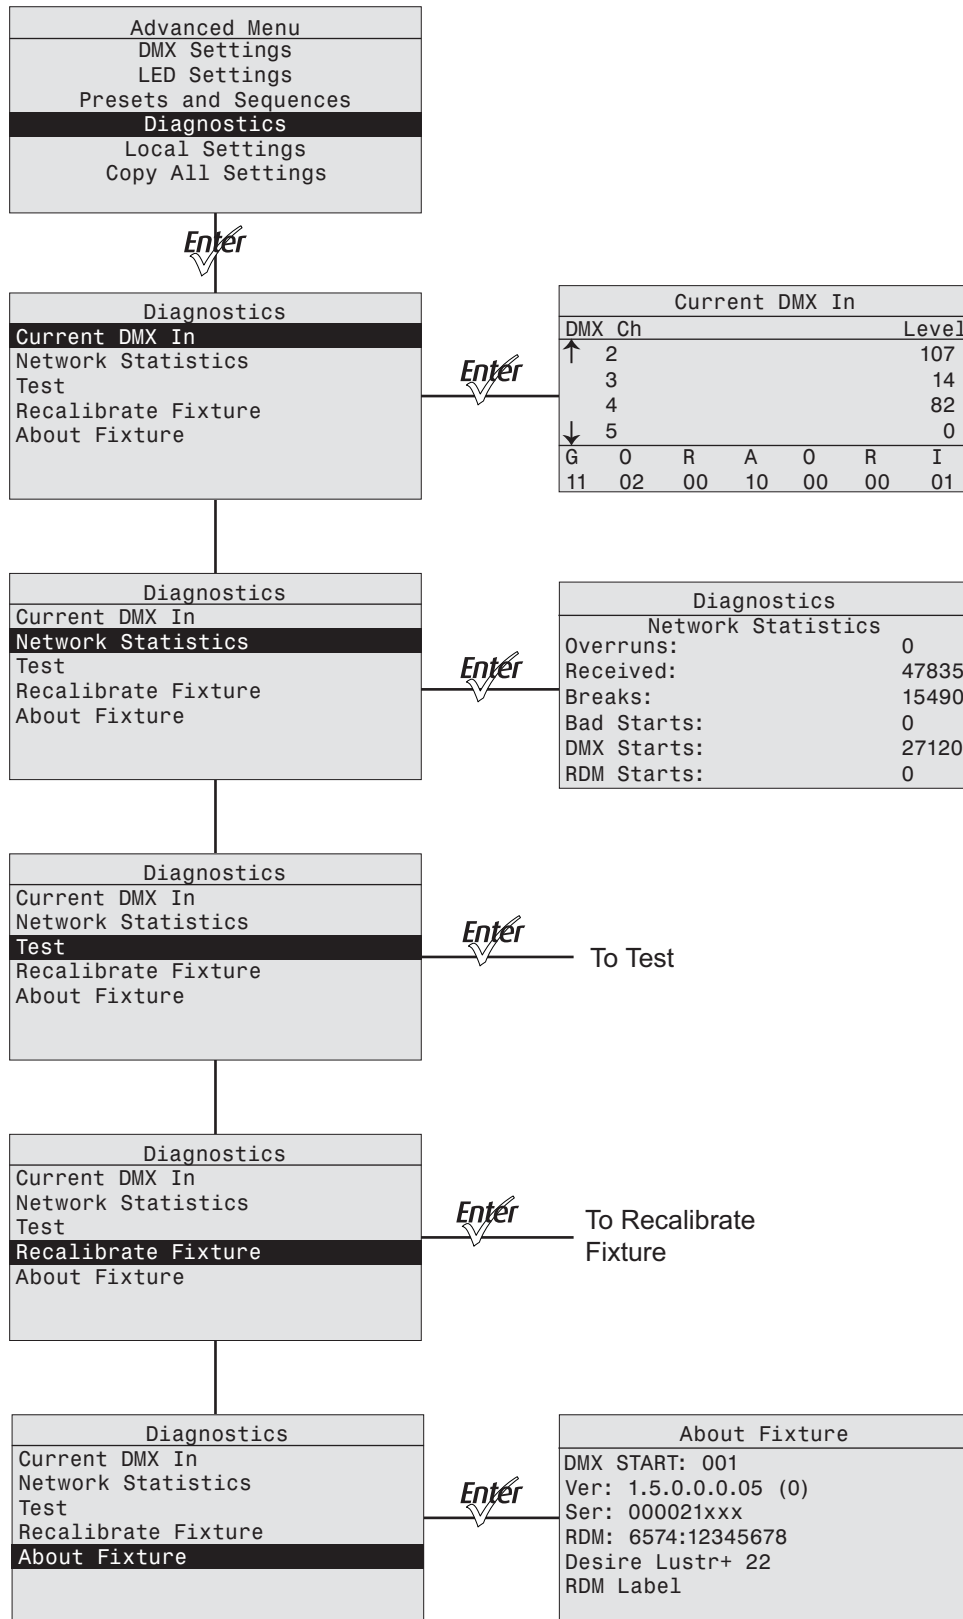 Advanced Menu
DMX Settings
LED Settings
Presets and Sequences
Diagnostics
Local Settings
Copy All Settings
Enter
Diagnostics
Current DMX In
Network Statistics
Test
Recalibrate Fixture
About Fixture
Enter
Current DMX In
DMX Ch Level
2 107
3 14
4 82
5 0
G O R A O R I
11 02 00 10 00 00 01
Diagnostics
Current DMX In
Network Statistics
Test
Recalibrate Fixture
About Fixture
Enter
Diagnostics
Network Statistics
Overruns: 0
Received: 47835
Breaks: 15490
Bad Starts: 0
DMX Starts: 27120
RDM Starts: 0
Diagnostics
Current DMX In
Network Statistics
Test
Recalibrate Fixture
About Fixture
Enter
To Test
Diagnostics
Current DMX In
Network Statistics
Test
Recalibrate Fixture
About Fixture
Enter
To Recalibrate
Fixture
Diagnostics
Current DMX In
Network Statistics
Test
Recalibrate Fixture
About Fixture
Enter
About Fixture
DMX START: 001
Ver: 1.5.0.0.0.05 (0)
Ser: 000021xxx
RDM: 6574:12345678
Desire Lustr+ 22
RDM Label